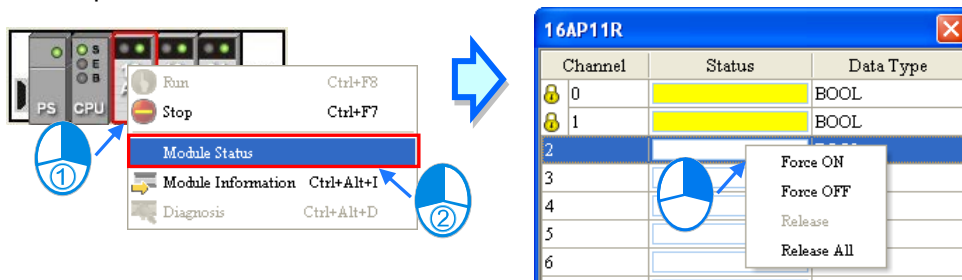 PS
CPU
S
E
B
Run Ctrl+F8
Stop Ctrl+F7
Module Status
Module Information Ctrl+Alt+I
Diagnosis Ctrl+Alt+D
1
2
16AP11R
Channel Status Data Type
0 BOOL
1 BOOL
2
3
4
5
6
Force ON
Force OFF
Release
Release All